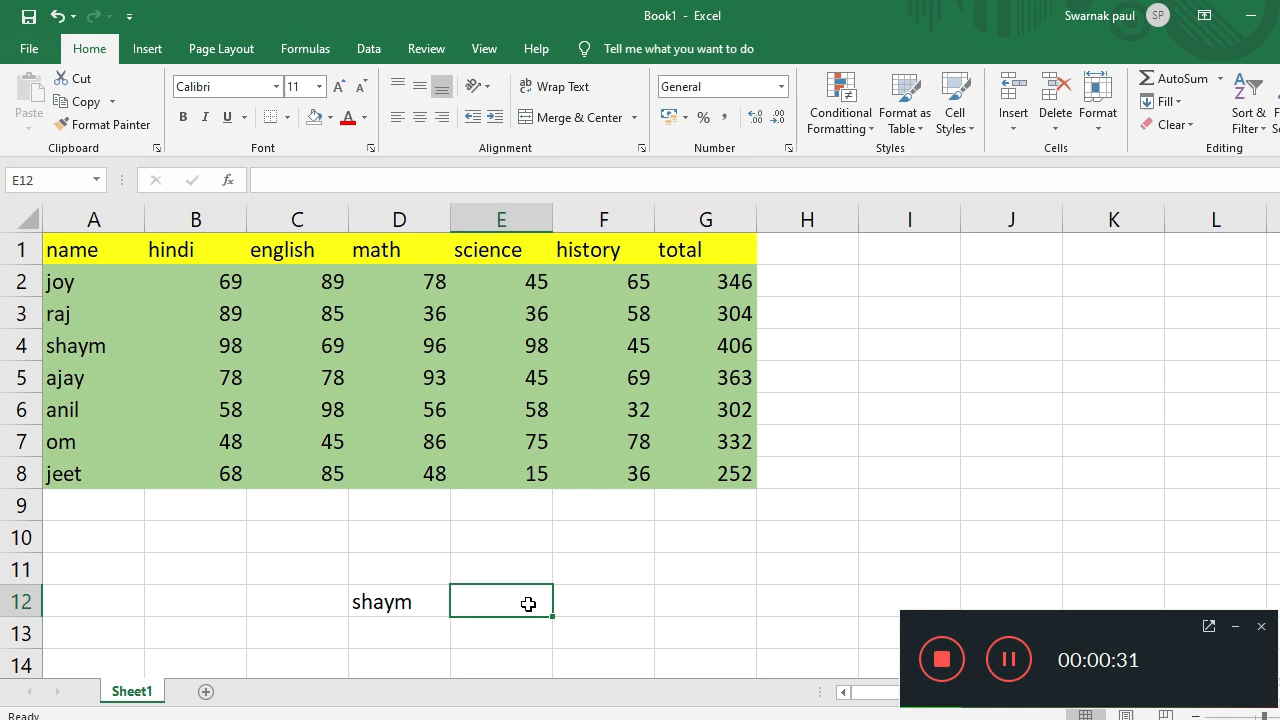 Book1 - Excel
Swarnak paul SP
File Home Insert Page Layout Formulas Data Review View Help Tell me what you want to do
Paste Cut Copy Format Painter Clipboard
Calibri 11 A A B I U A Font
ab Wrap Text Merge & Center Alignment
General % , Number
Conditional Formatting Format as Table Cell Styles Styles
Insert Delete Format Cells
AutoSum Fill Clear Sort & Filter Editing
E12 fx
A B C D E F G H I J K L
1 name hindi english math science history total
2 joy 69 89 78 45 65 346
3 raj 89 85 36 36 58 304
4 shaym 98 69 96 98 45 406
5 ajay 78 78 93 45 69 363
6 anil 58 98 56 58 32 302
7 om 48 45 86 75 78 332
8 jeet 68 85 48 15 36 252
9
10
11
12 shaym
13
14
00:00:31
Sheet1
Ready